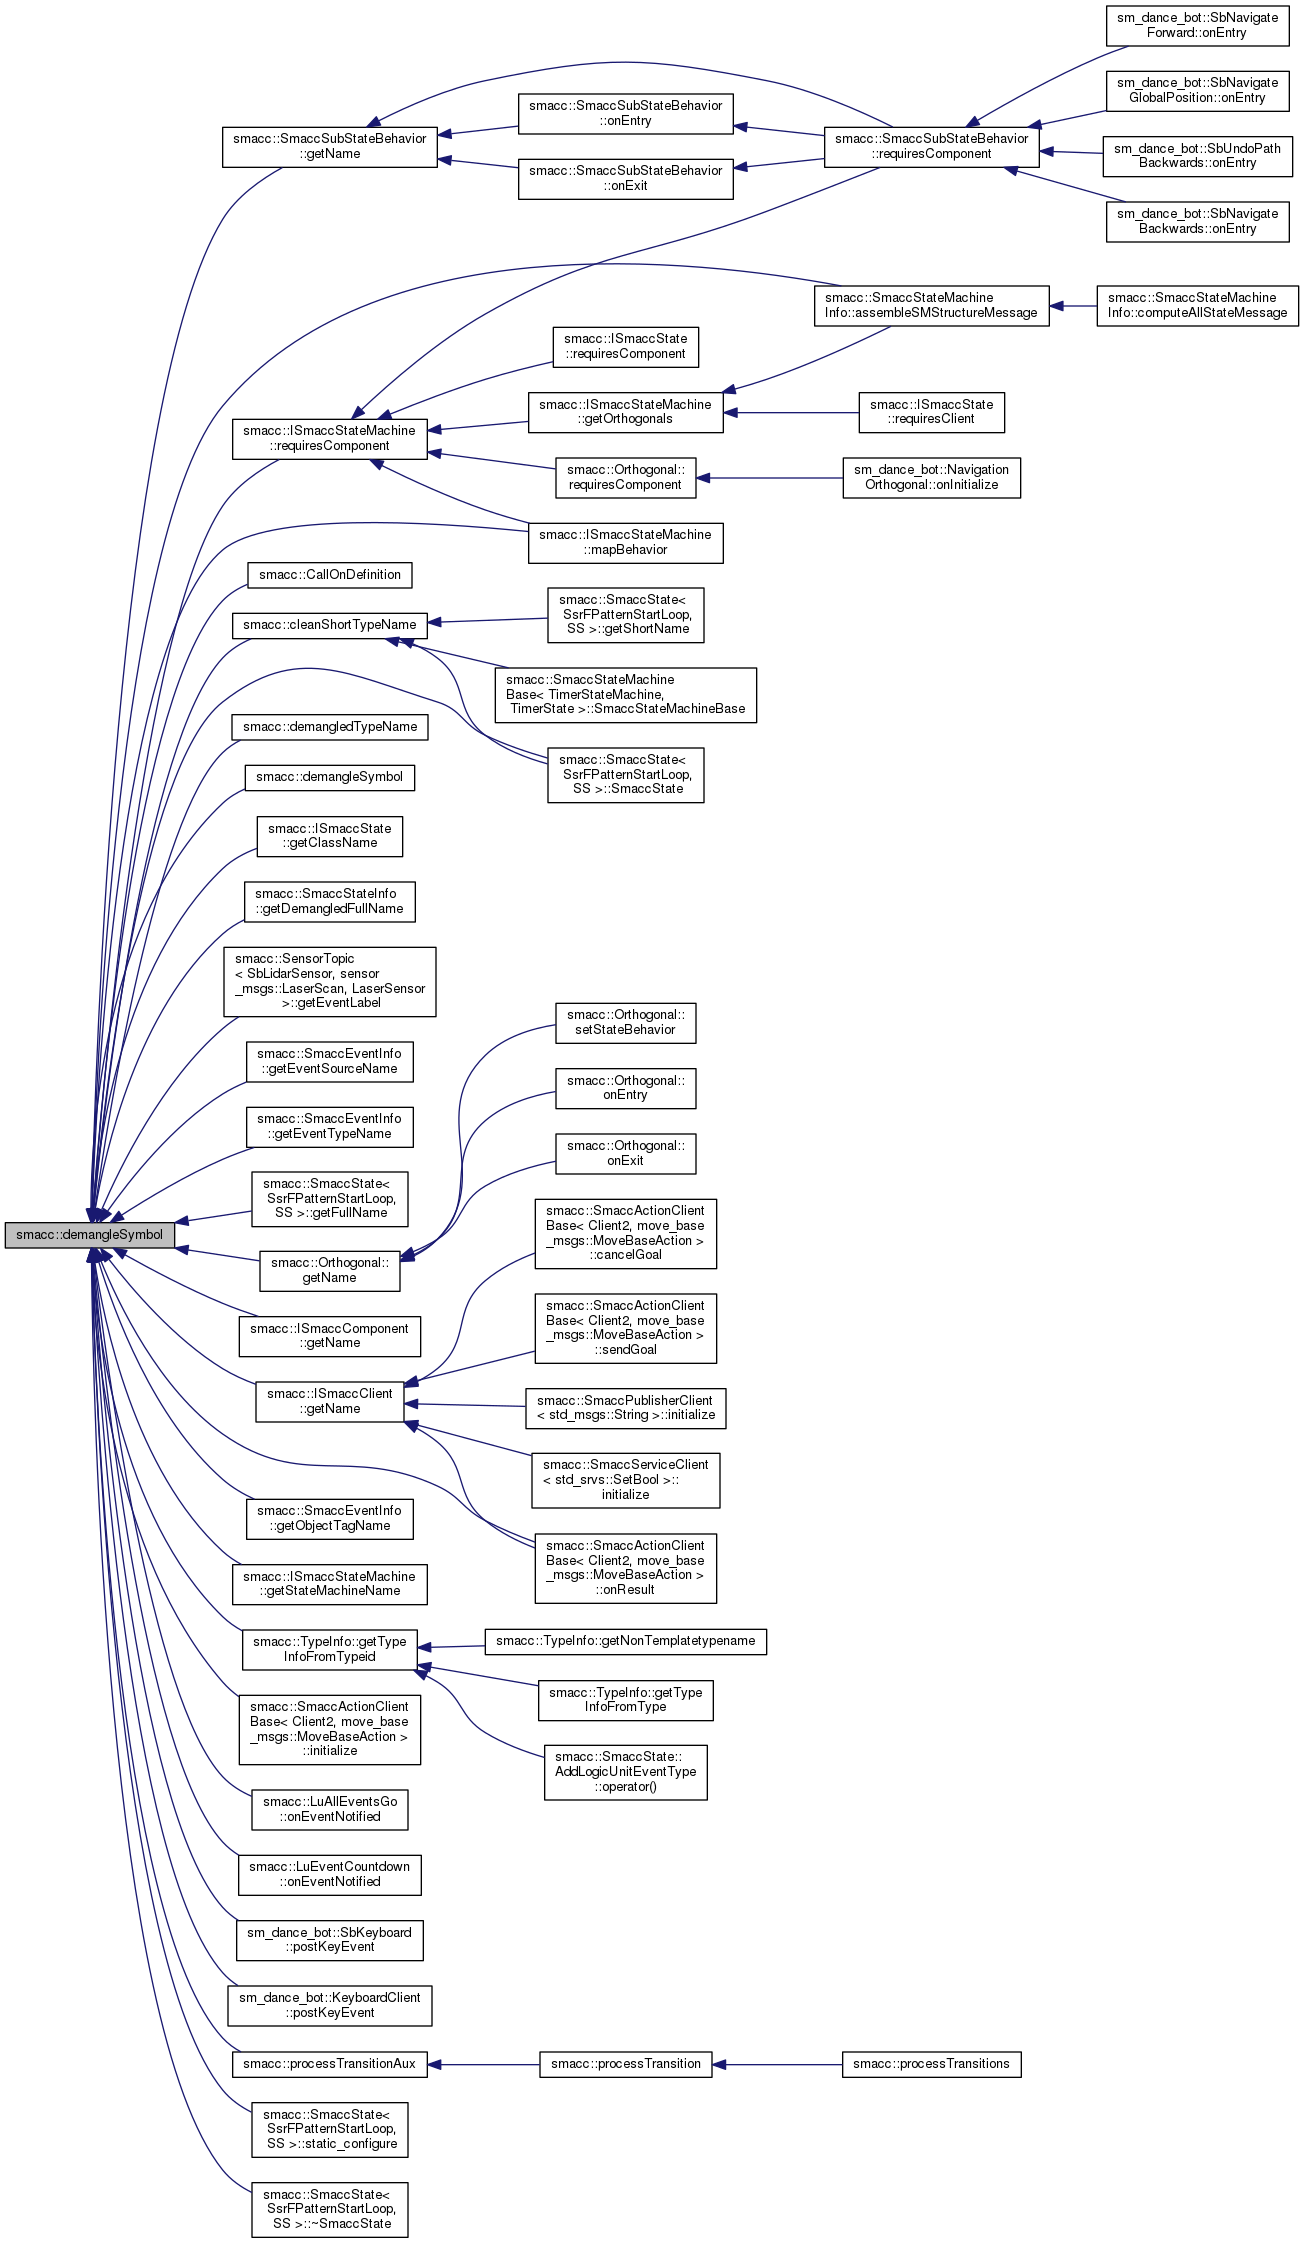 sm_dance_bot::SbNavigate
Forward::onEntry
sm_dance_bot::SbNavigate
GlobalPosition::onEntry
smacc::SmaccSubStateBehavior
::onEntry
smacc::SmaccSubStateBehavior
::getName
smacc::SmaccSubStateBehavior
::requiresComponent
sm_dance_bot::SbUndoPath
Backwards::onEntry
smacc::SmaccSubStateBehavior
::onExit
sm_dance_bot::SbNavigate
Backwards::onEntry
smacc::SmaccStateMachine
Info::assembleSMStructureMessage
smacc::SmaccStateMachine
Info::computeAllStateMessage
smacc::ISmaccState
::requiresComponent
smacc::ISmaccStateMachine
::getOrthogonals
smacc::ISmaccState
::requiresClient
smacc::ISmaccStateMachine
::requiresComponent
smacc::Orthogonal::
requiresComponent
sm_dance_bot::Navigation
Orthogonal::onInitialize
smacc::ISmaccStateMachine
::mapBehavior
smacc::CallOnDefinition
smacc::SmaccState<
SsrFPatternStartLoop,
SS >::getShortName
smacc::cleanShortTypeName
smacc::SmaccStateMachine
Base< TimerStateMachine,
TimerState >::SmaccStateMachineBase
smacc::demangledTypeName
smacc::SmaccState<
SsrFPatternStartLoop,
SS >::SmaccState
smacc::demangleSymbol
smacc::ISmaccState
::getClassName
smacc::SmaccStateInfo
::getDemangledFullName
smacc::SensorTopic
< SbLidarSensor, sensor
_msgs::LaserScan, LaserSensor
>::getEventLabel
smacc::Orthogonal::
setStateBehavior
smacc::SmaccEventInfo
::getEventSourceName
smacc::Orthogonal::
onEntry
smacc::SmaccEventInfo
::getEventTypeName
smacc::Orthogonal::
onExit
smacc::SmaccState<
SsrFPatternStartLoop,
SS >::getFullName
smacc::demangleSymbol
smacc::SmaccActionClient
Base< Client2, move_base
_msgs::MoveBaseAction >
::cancelGoal
smacc::Orthogonal::
getName
smacc::SmaccActionClient
Base< Client2, move_base
_msgs::MoveBaseAction >
::sendGoal
smacc::ISmaccComponent
::getName
smacc::ISmaccClient
::getName
smacc::SmaccPublisherClient
< std_msgs::String >::initialize
smacc::SmaccServiceClient
< std_srvs::SetBool >::
initialize
smacc::SmaccEventInfo
::getObjectTagName
smacc::SmaccActionClient
Base< Client2, move_base
_msgs::MoveBaseAction >
::onResult
smacc::ISmaccStateMachine
::getStateMachineName
smacc::TypeInfo::getType
InfoFromTypeid
smacc::TypeInfo::getNonTemplatetypename
smacc::TypeInfo::getType
InfoFromType
smacc::SmaccActionClient
Base< Client2, move_base
_msgs::MoveBaseAction >
::initialize
smacc::SmaccState::
AddLogicUnitEventType
::operator()
smacc::LuAllEventsGo
::onEventNotified
smacc::LuEventCountdown
::onEventNotified
sm_dance_bot::SbKeyboard
::postKeyEvent
sm_dance_bot::KeyboardClient
::postKeyEvent
smacc::processTransitionAux
smacc::processTransition
smacc::processTransitions
smacc::SmaccState<
SsrFPatternStartLoop,
SS >::static_configure
smacc::SmaccState<
SsrFPatternStartLoop,
SS >::~SmaccState